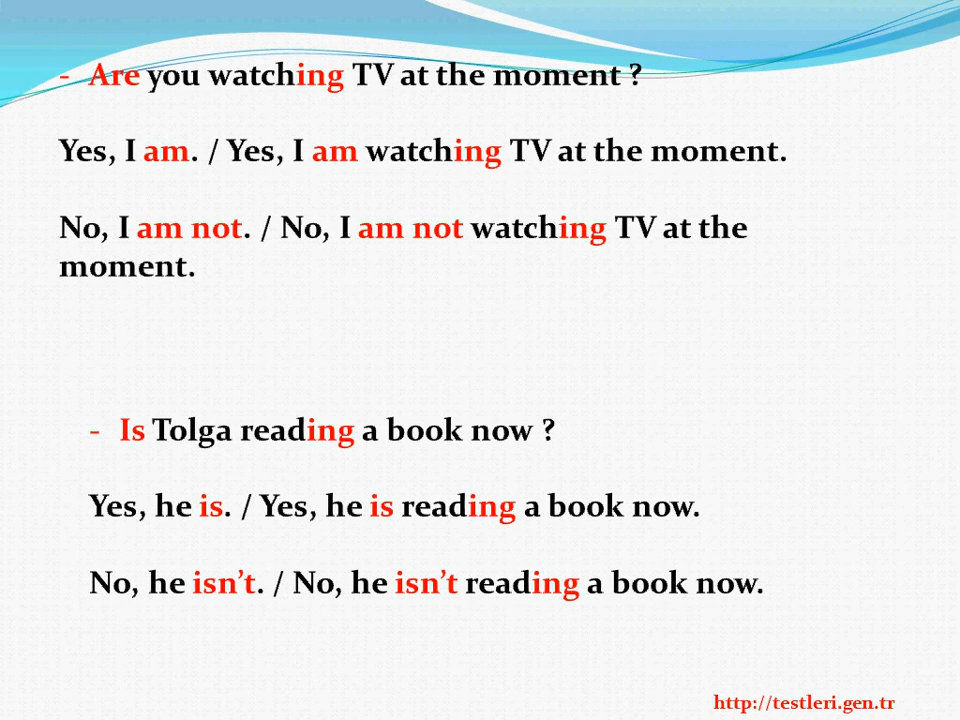 - Are you watching TV at the moment ?
Yes, I am. / Yes, I am watching TV at the moment.
No, I am not. / No, I am not watching TV at the
moment.
- Is Tolga reading a book now ?
Yes, he is. / Yes, he is reading a book now.
No, he isn’t. / No, he isn’t reading a book now.
http://testleri.gen.tr